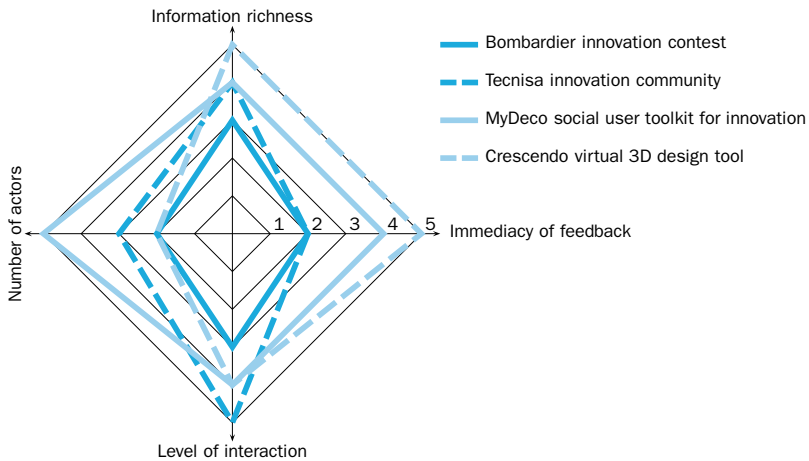 Information richness
Bombardier innovation contest
Tecnisa innovation community
MyDeco social user toolkit for innovation
Crescendo virtual 3D design tool
Number of actors
1 2 3 4 5
Immediacy of feedback
Level of interaction